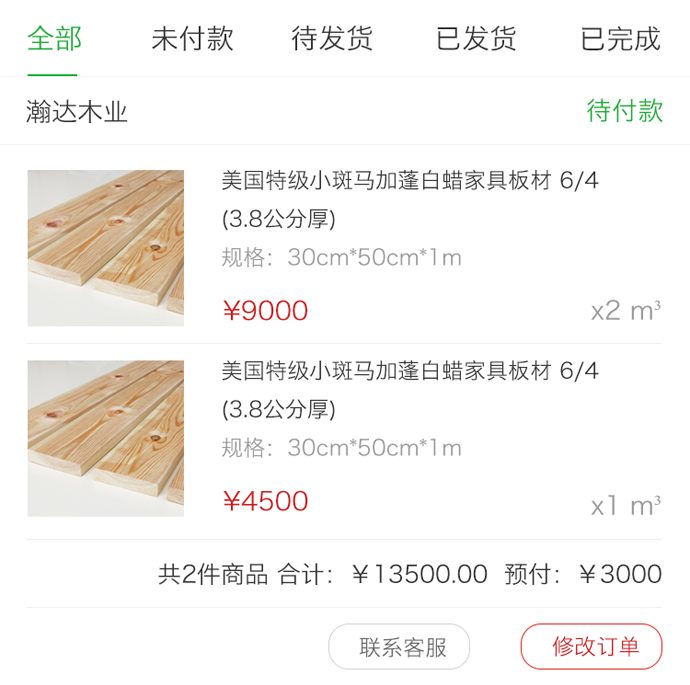 全部 未付款 待发货 已发货 已完成
瀚达木业 待付款
美国特级小斑马加蓬白蜡家具板材 6/4
(3.8公分厚)
规格：30cm*50cm*1m
¥9000 x2 m³
美国特级小斑马加蓬白蜡家具板材 6/4
(3.8公分厚)
规格：30cm*50cm*1m
¥4500 x1 m³
共2件商品 合计：¥13500.00 预付：¥3000
联系客服 修改订单